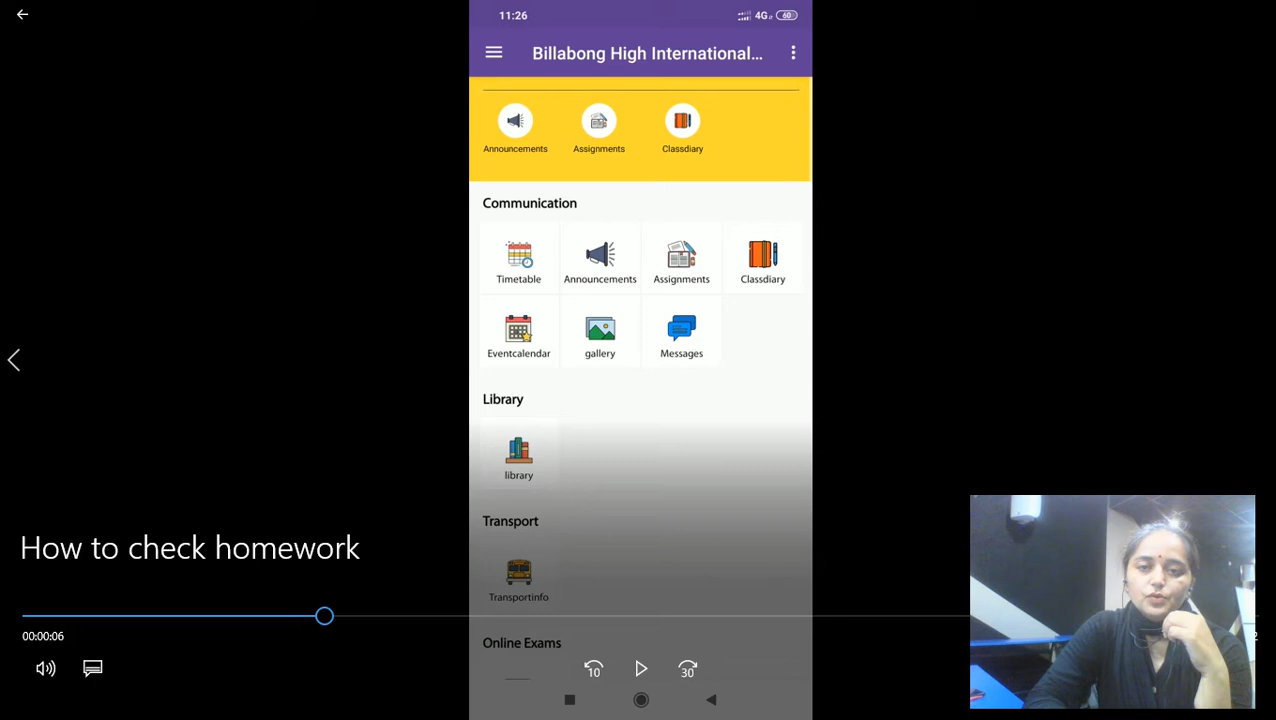 11:26
4G
60
Billabong High International...
Announcements
Assignments
Classdiary
Communication
Timetable
Announcements
Assignments
Classdiary
Eventcalendar
gallery
Messages
Library
library
Transport
Transportinfo
Online Exams
How to check homework
00:00:06
10
30